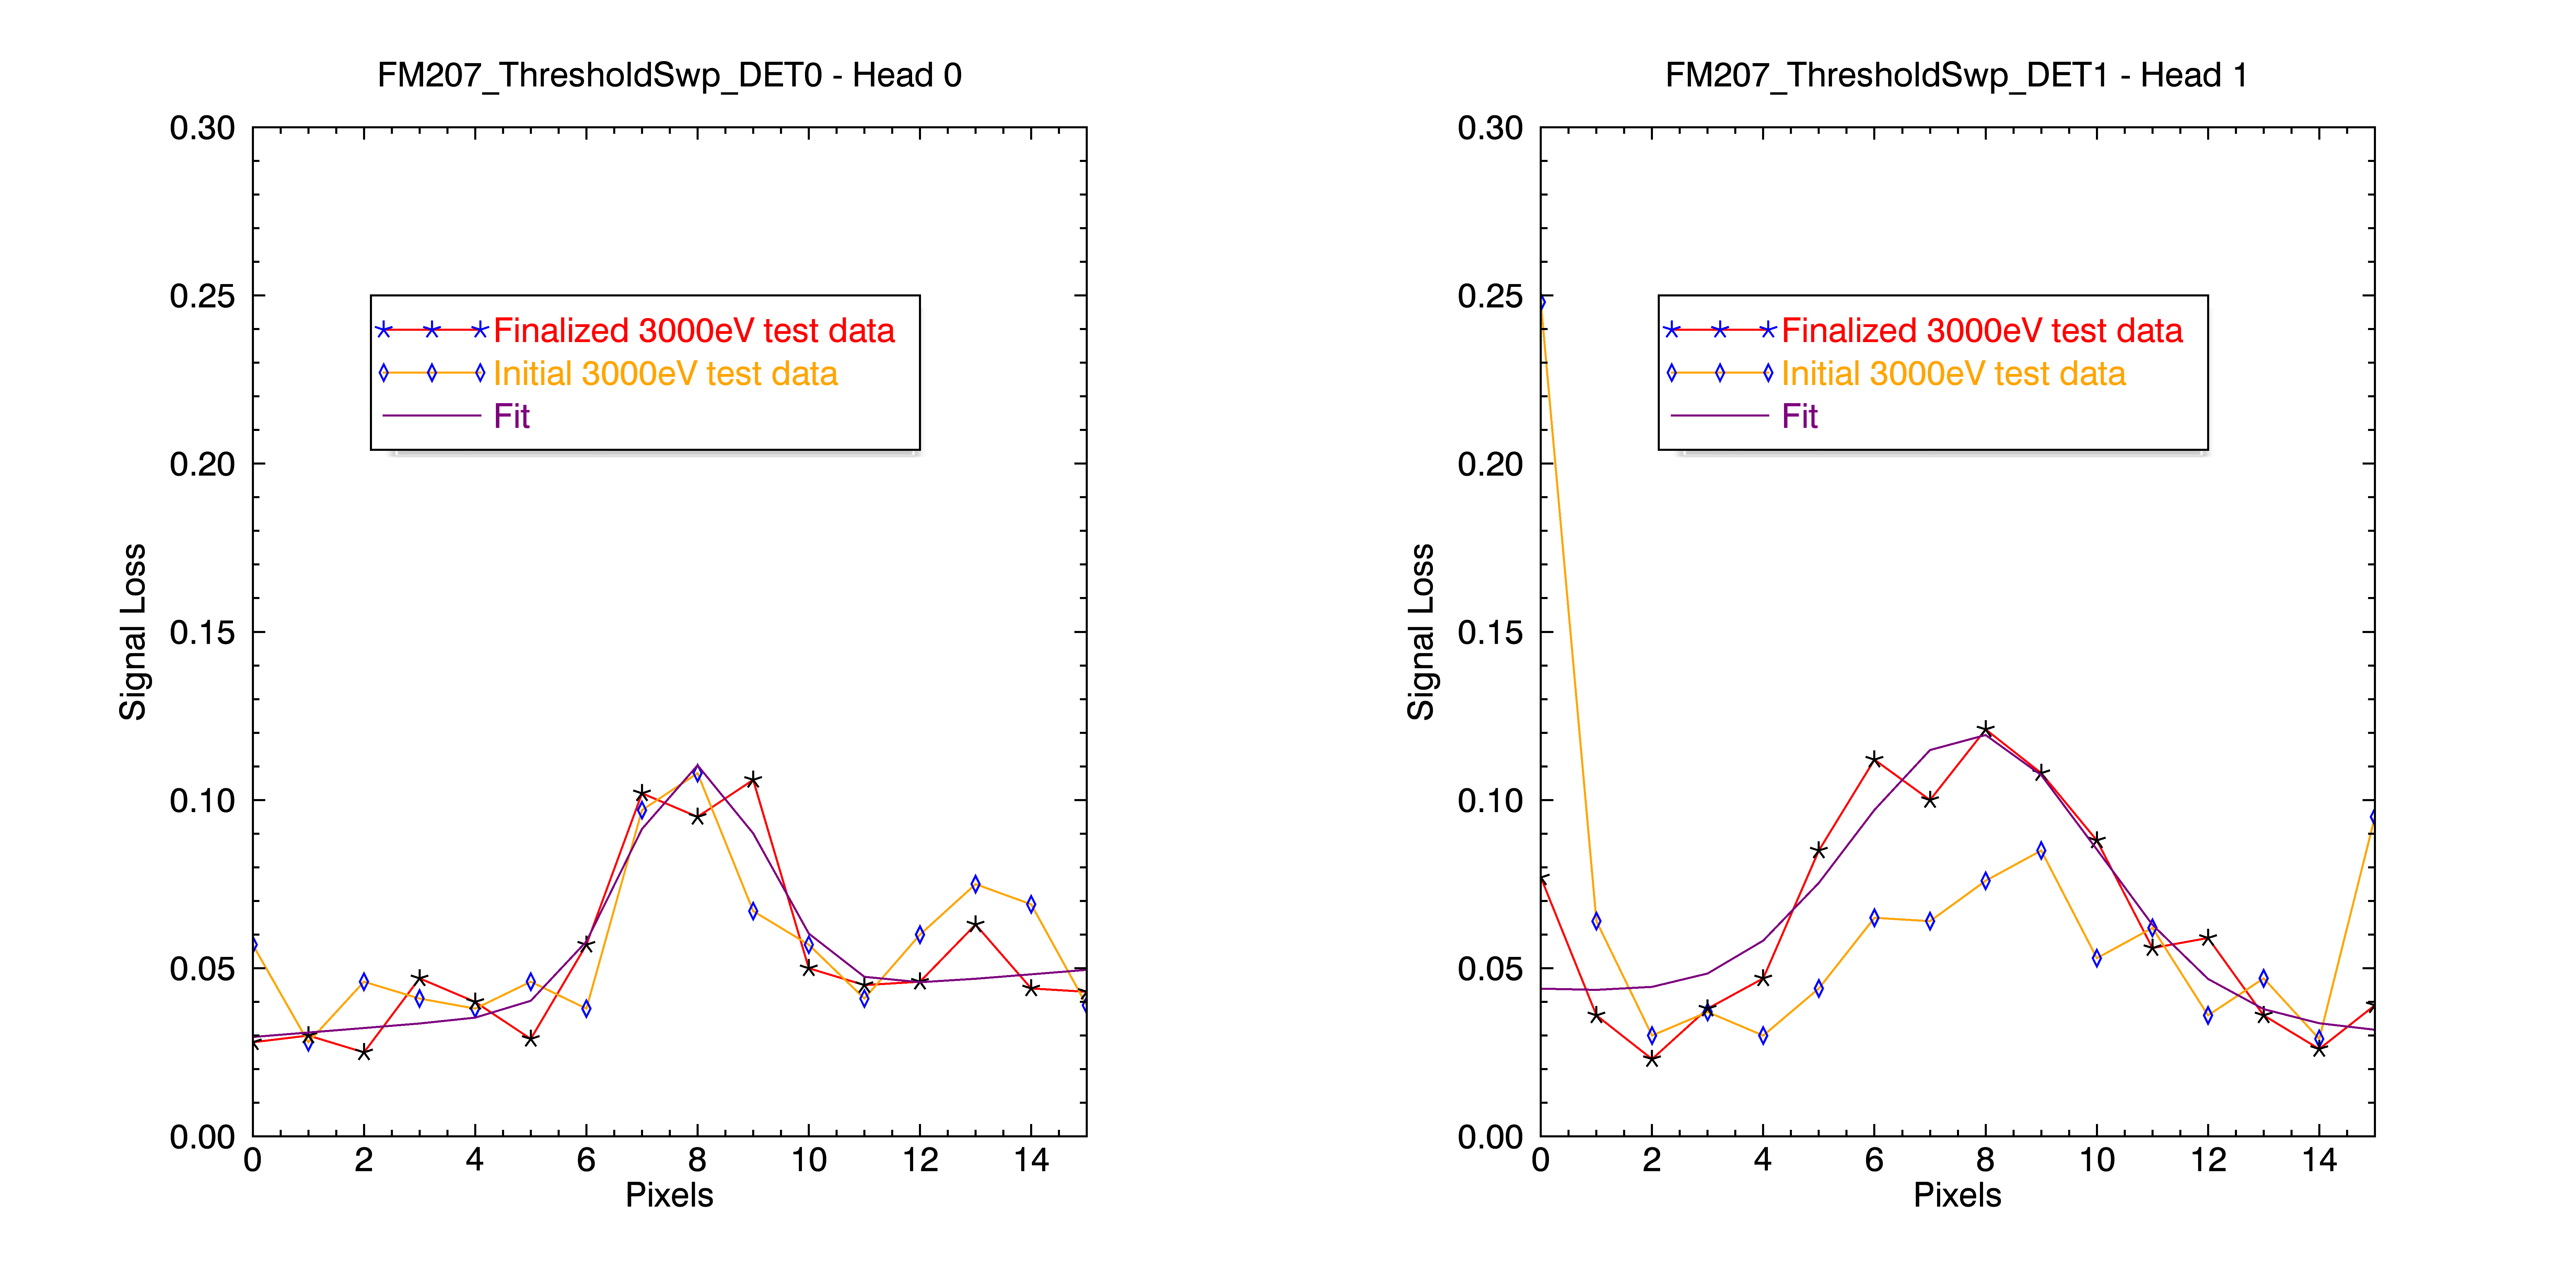 FM207_ThresholdSwp_DET0 - Head 0
0.30
0.25
0.20
0.15
0.10
0.05
0.00
Signal Loss
Finalized 3000eV test data
Initial 3000eV test data
Fit
0 2 4 6 8 10 12 14
Pixels
FM207_ThresholdSwp_DET1 - Head 1
0.30
0.25
0.20
0.15
0.10
0.05
0.00
Signal Loss
Finalized 3000eV test data
Initial 3000eV test data
Fit
0 2 4 6 8 10 12 14
Pixels